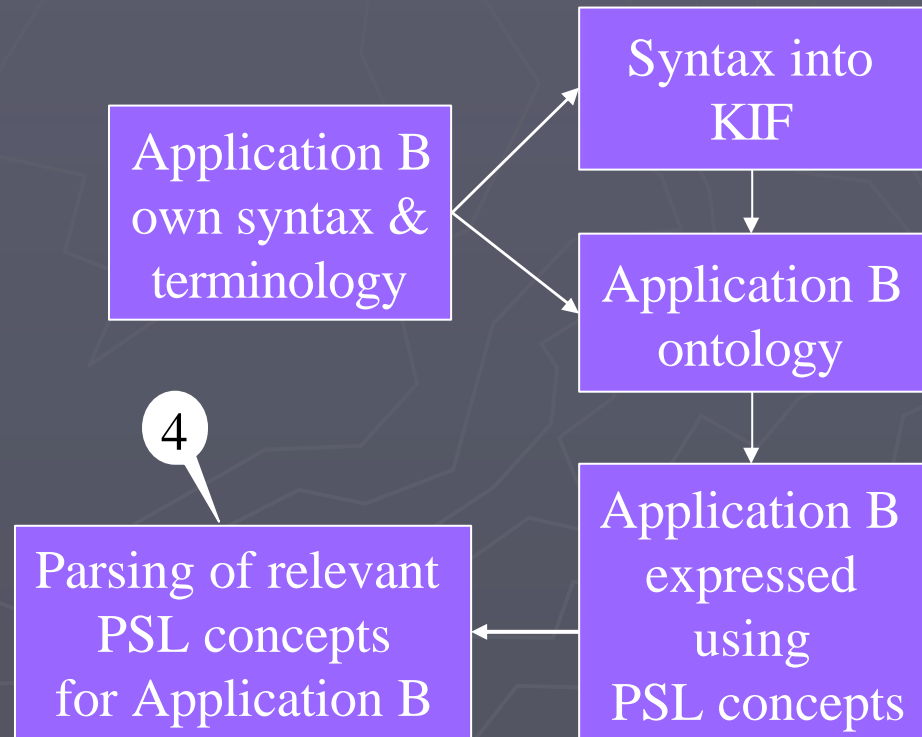 Syntax into
KIF
Application B
own syntax &
terminology
Application B
ontology
4
Application B
expressed
using
PSL concepts
Parsing of relevant
PSL concepts
for Application B